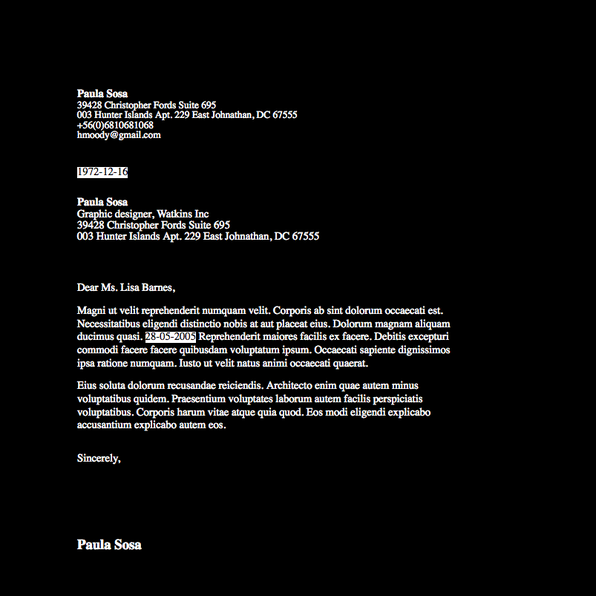 Paula Sosa
39428 Christopher Fords Suite 695
003 Hunter Islands Apt. 229 East Johnathan, DC 67555
+56(0)6810681068
hmoody@gmail.com
1972-12-16
Paula Sosa
Graphic designer, Watkins Inc
39428 Christopher Fords Suite 695
003 Hunter Islands Apt. 229 East Johnathan, DC 67555
Dear Ms. Lisa Barnes,
Magni ut velit reprehenderit numquam velit. Corporis ab sint dolorum occaecati est.
Necessitatibus eligendi distinctio nobis at aut placeat eius. Dolorum magnam aliquam
ducimus quasi. 28-05-2005 Reprehenderit maiores facilis ex facere. Debitis excepturi
commodi facere facere quibusdam voluptatum ipsum. Occaecati sapiente dignissimos
ipsa ratione numquam. Iusto ut velit natus animi occaecati quaerat.
Eius soluta dolorum recusandae reiciendis. Architecto enim quae autem minus
voluptatibus quidem. Praesentium voluptates laborum autem facilis perspiciatis
voluptatibus. Corporis harum vitae atque quia quod. Eos modi eligendi explicabo
accusantium explicabo autem eos.
Sincerely,
Paula Sosa